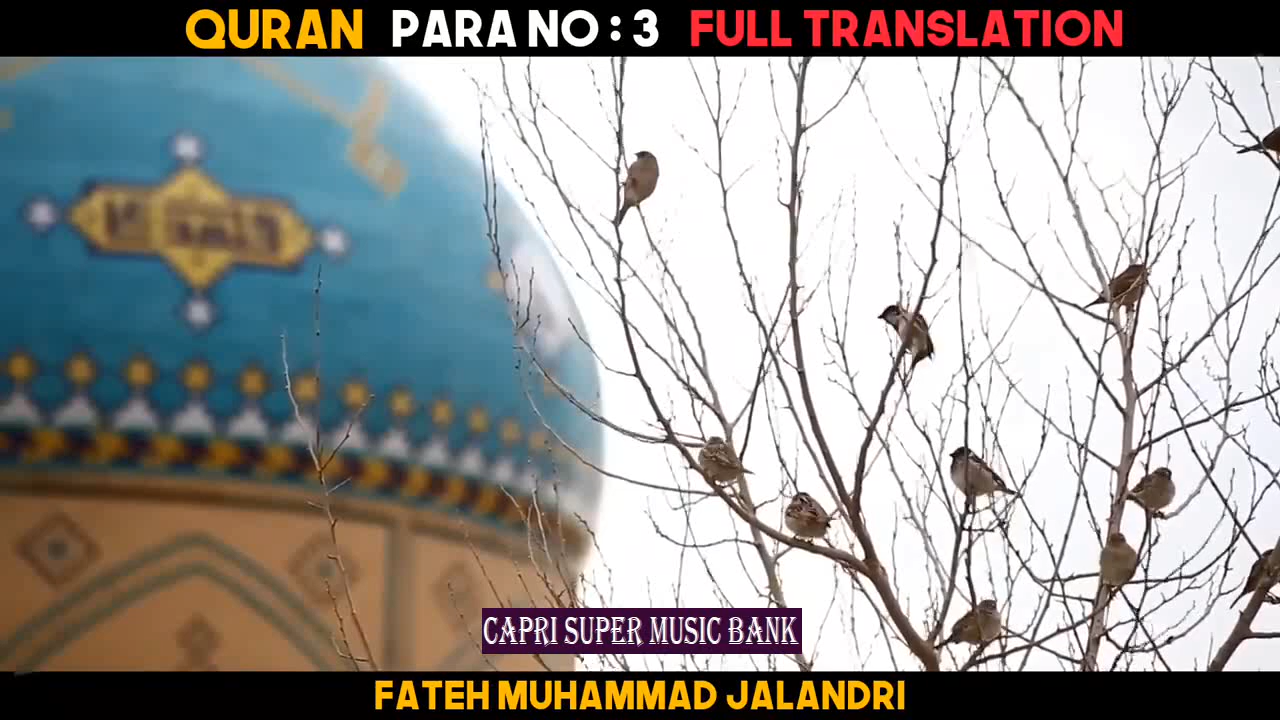 QURAN PARA NO : 3 FULL TRANSLATION
CAPRI SUPER MUSIC BANK
FATEH MUHAMMAD JALANDRI